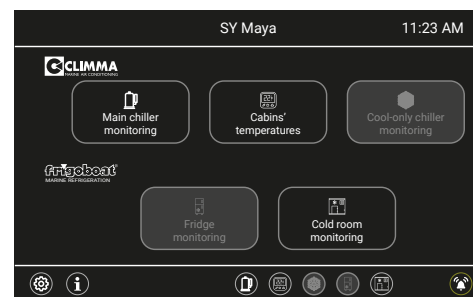 SY Maya
11:23 AM
CLIMMA
MARINE AIR CONDITIONING
Main chiller
monitoring
Cabins'
temperatures
Cool-only chiller
monitoring
frigoboat
MARINE REFRIGERATION
Fridge
monitoring
Cold room
monitoring